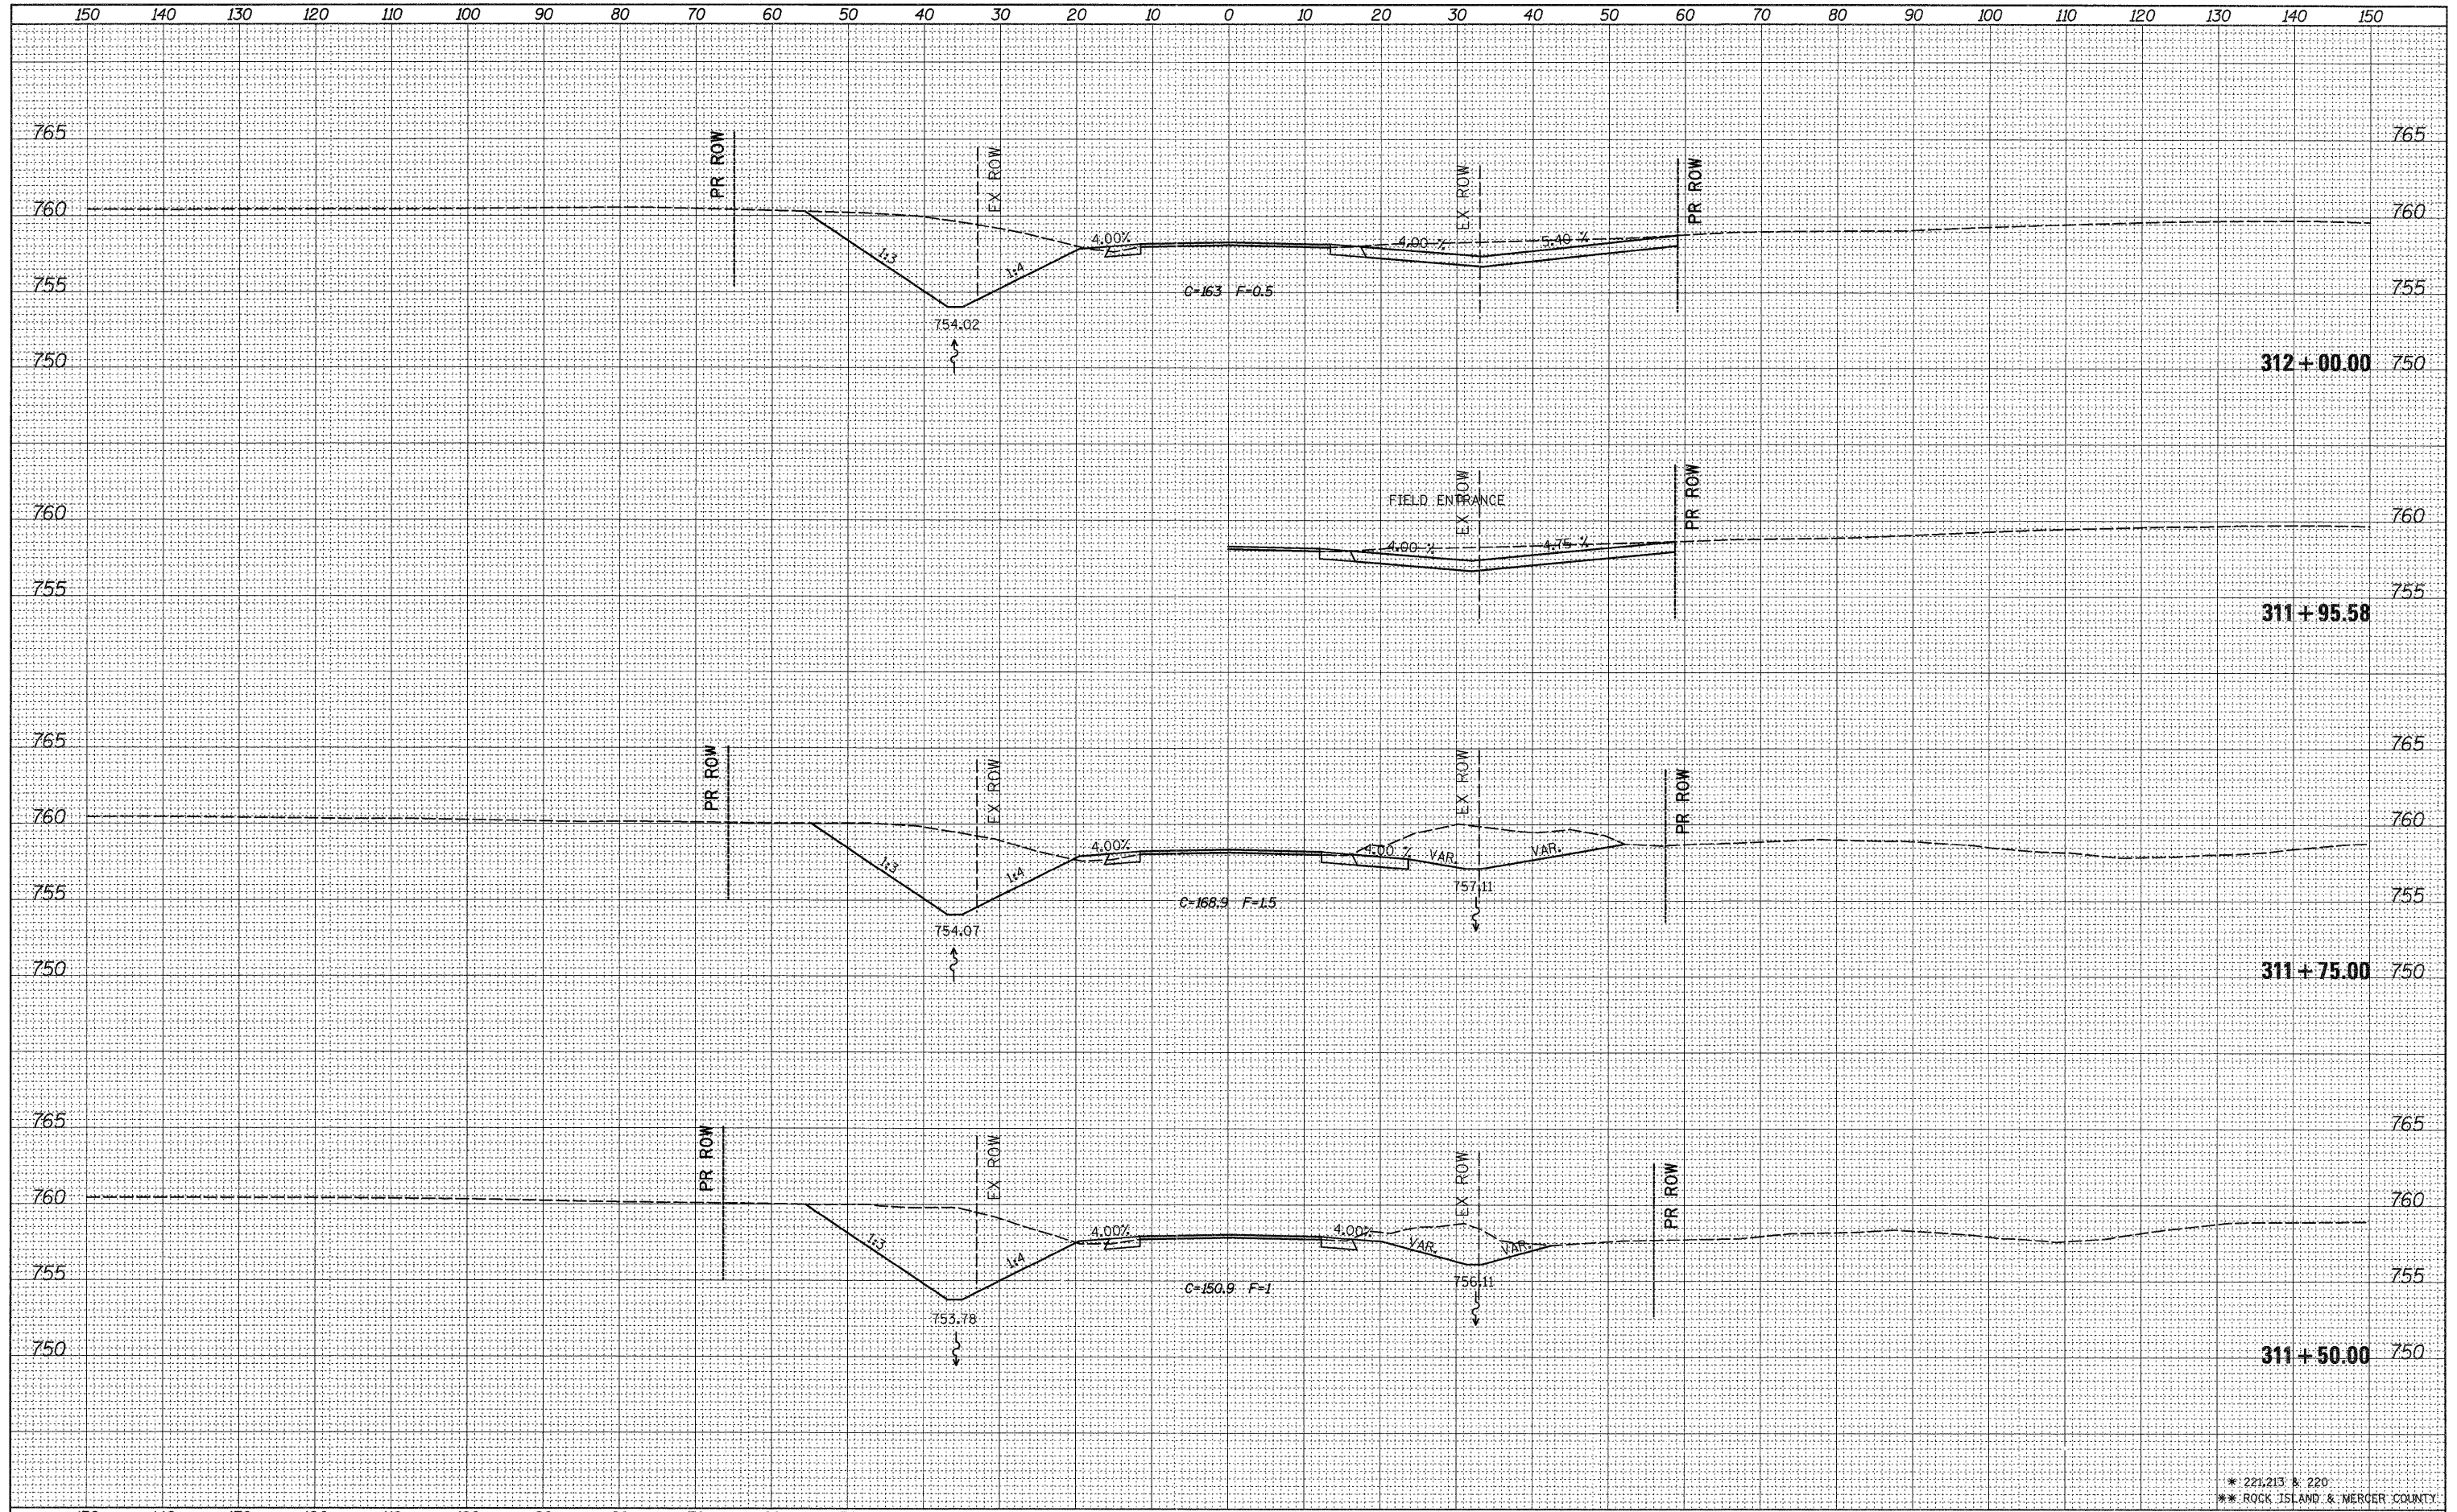 150 140 130 120 110 100 90 80 70 60 50 40 30 20 10 0 10 20 30 40 50 60 70 80 90 100 110 120 130 140 150
765 PR ROW EX ROW EX ROW PR ROW 765
760 4.00% 4.00 % 5.40 % 760
1:3 1:4
755 C=163 F=0.5 755
754.02
750 312+00.00 750
EX ROW PR ROW
FIELD ENTRANCE
760 4.00 % 4.75 % 760
755 755
311+95.58
765 PR ROW EX ROW EX ROW PR ROW 765
760 4.00% 4.00 % VAR. VAR. 760
1:3 1:4
757.11
755 C=168.9 F=1.5 755
754.07
750 311+75.00 750
765 PR ROW EX ROW EX ROW PR ROW 765
760 4.00% 4.00% 760
1:3 1:4 VAR. VAR.
755 C=150.9 F=1 756.11 755
753.78
750 311+50.00 750
* 221,213 & 220
** ROCK ISLAND & MERCER COUNTY